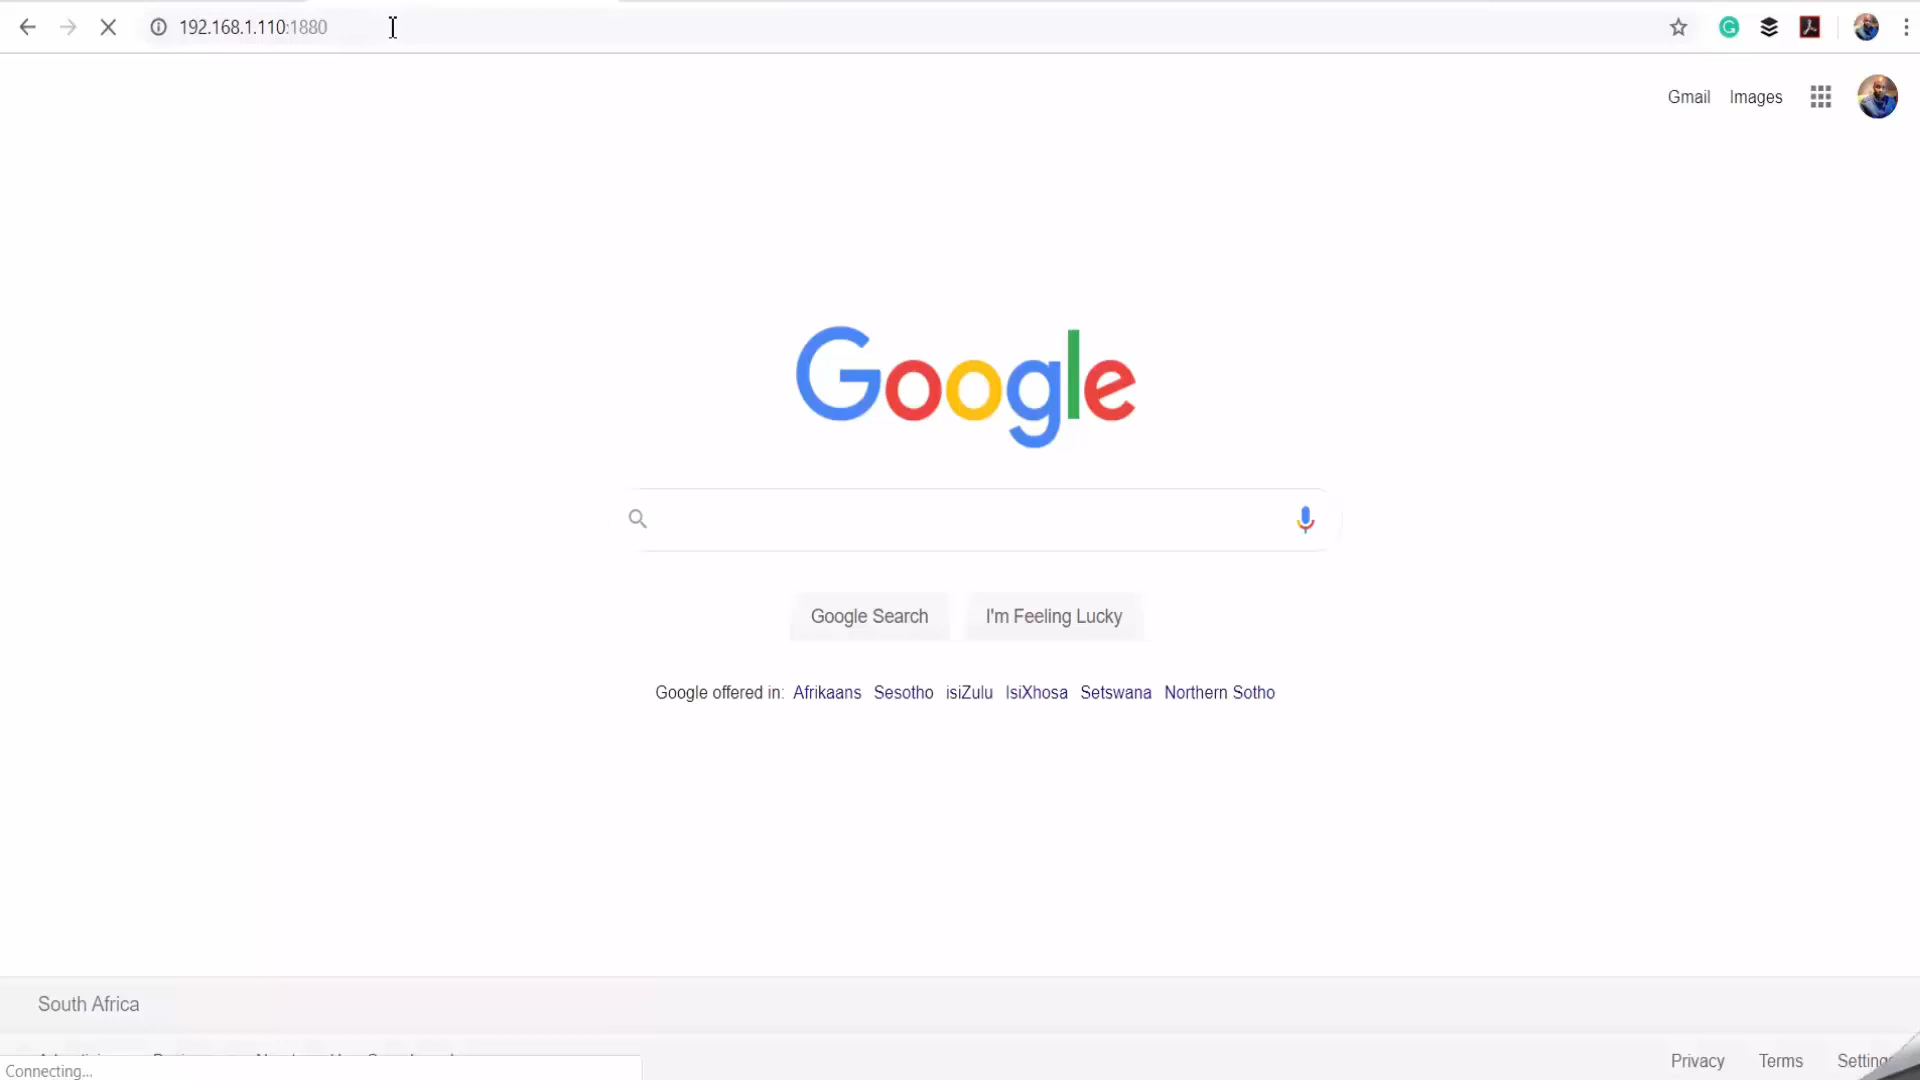 192.168.1.110:1880
Gmail Images
Google
Google Search I'm Feeling Lucky
Google offered in: Afrikaans Sesotho isiZulu IsiXhosa Setswana Northern Sotho
South Africa
Privacy Terms Settings
Connecting...